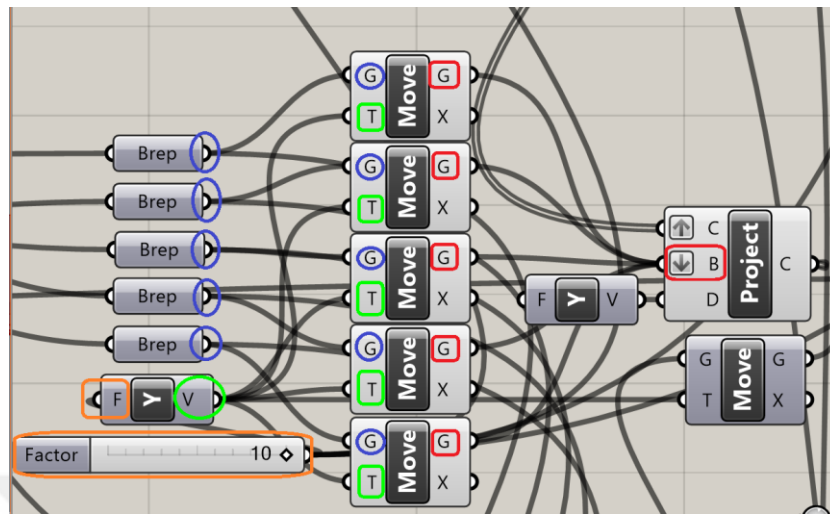 G Move G
T X
Brep
G Move G
T X
Brep
C Project C
B
D
Brep
G Move G
T X
F Y V
Brep
G Move G
T X
Brep
G Move G
T X
F Y V
G Move G
T X
Factor 10